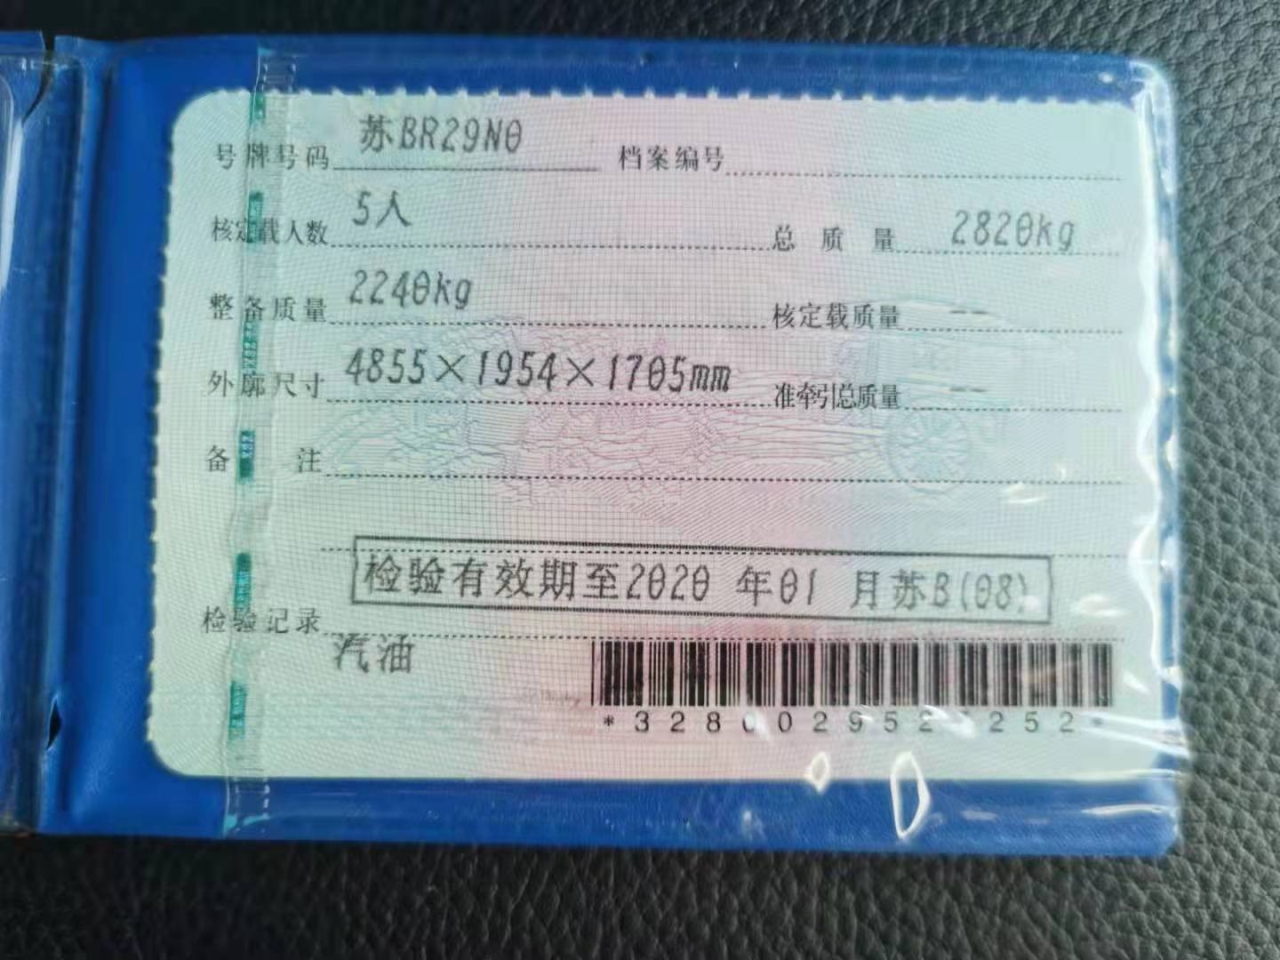 号牌号码 苏BR29N0 档案编号
核定载人数 5人 总质量 2820kg
整备质量 2240kg 核定载质量 --
外廓尺寸 4855×1954×1705mm 准牵引总质量 --
备注
检验有效期至2020 年01 月苏B(08)
检验记录
汽油